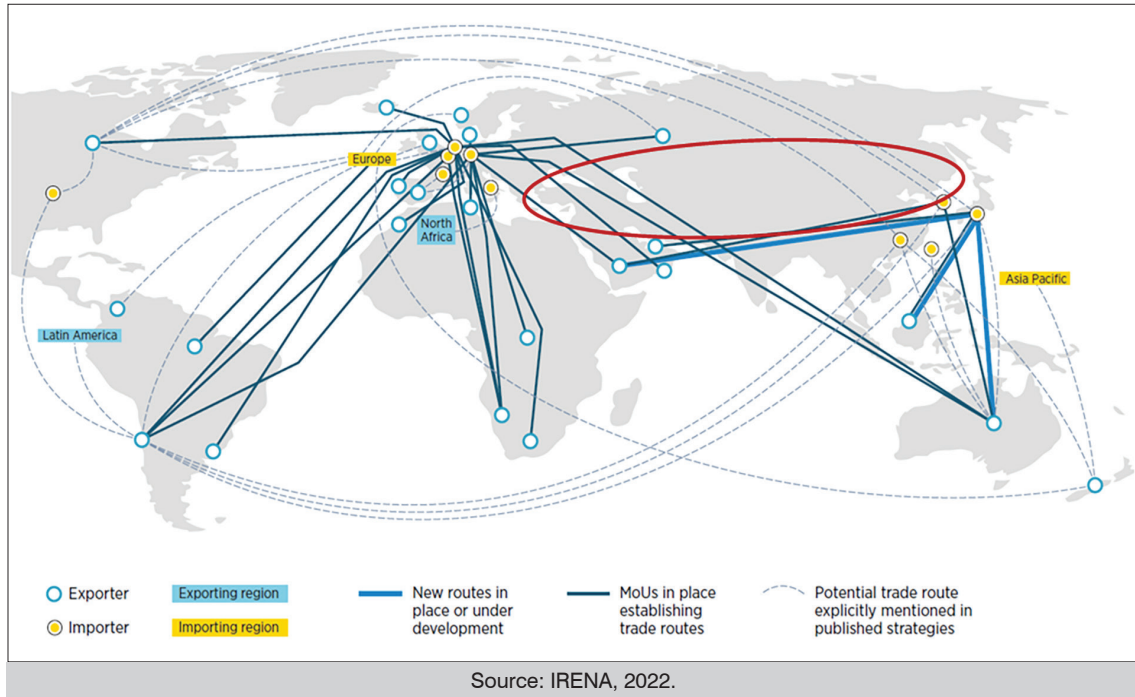 Europe
North
Africa
Latin America
Asia Pacific
Exporter
Exporting region
New routes in
place or under
development
MoUs in place
establishing
trade routes
Potential trade route
explicitly mentioned in
published strategies
Importer
Importing region
Source: IRENA, 2022.